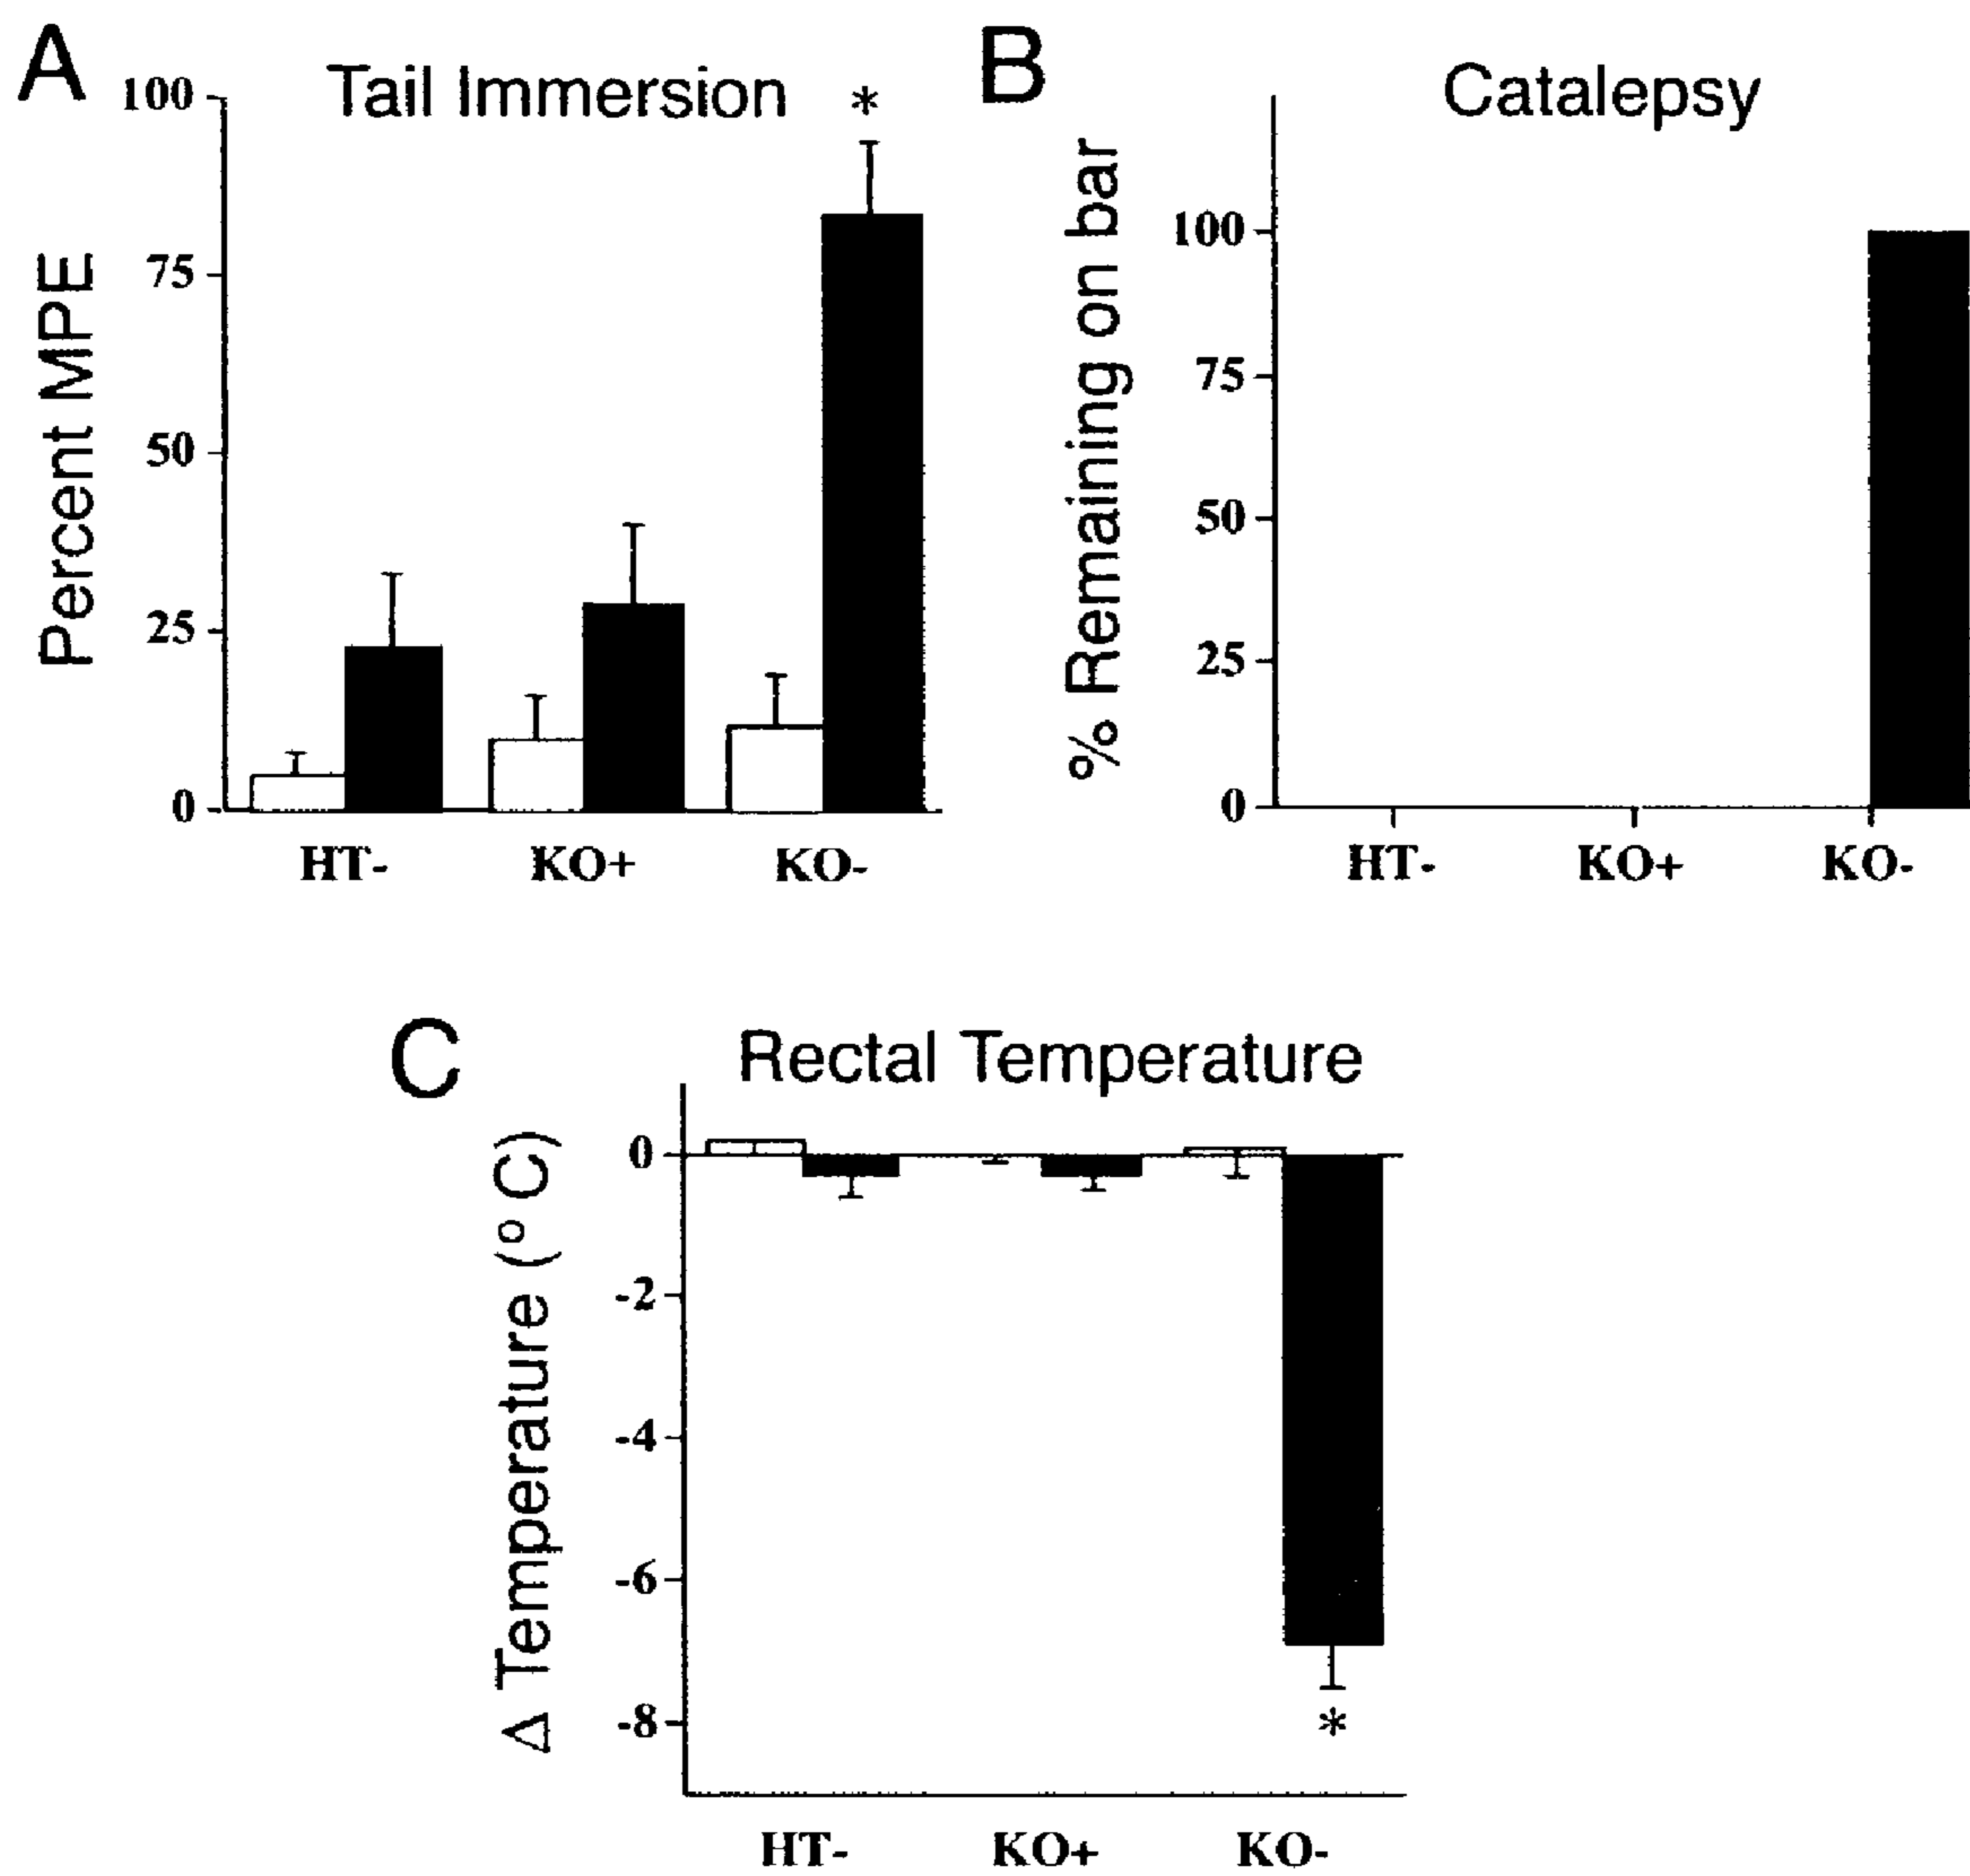 A
Tail Immersion
*
Percent MPE
100
75
50
25
0
HT-
KO+
KO-
B
Catalepsy
% Remaining on bar
100
75
50
25
0
HT-
KO+
KO-
C
Rectal Temperature
Δ Temperature (° C)
0
-2
-4
-6
-8
*
HT-
KO+
KO-